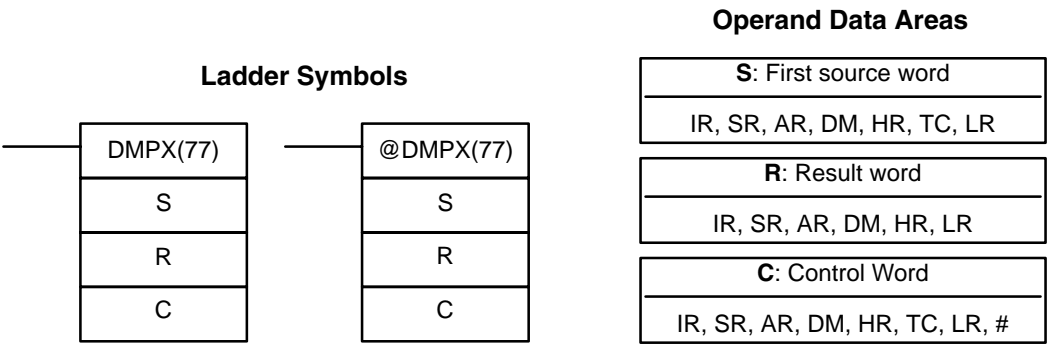 Ladder Symbols
DMPX(77)
S
R
C
@DMPX(77)
S
R
C
Operand Data Areas
S: First source word
IR, SR, AR, DM, HR, TC, LR
R: Result word
IR, SR, AR, DM, HR, LR
C: Control Word
IR, SR, AR, DM, HR, TC, LR, #